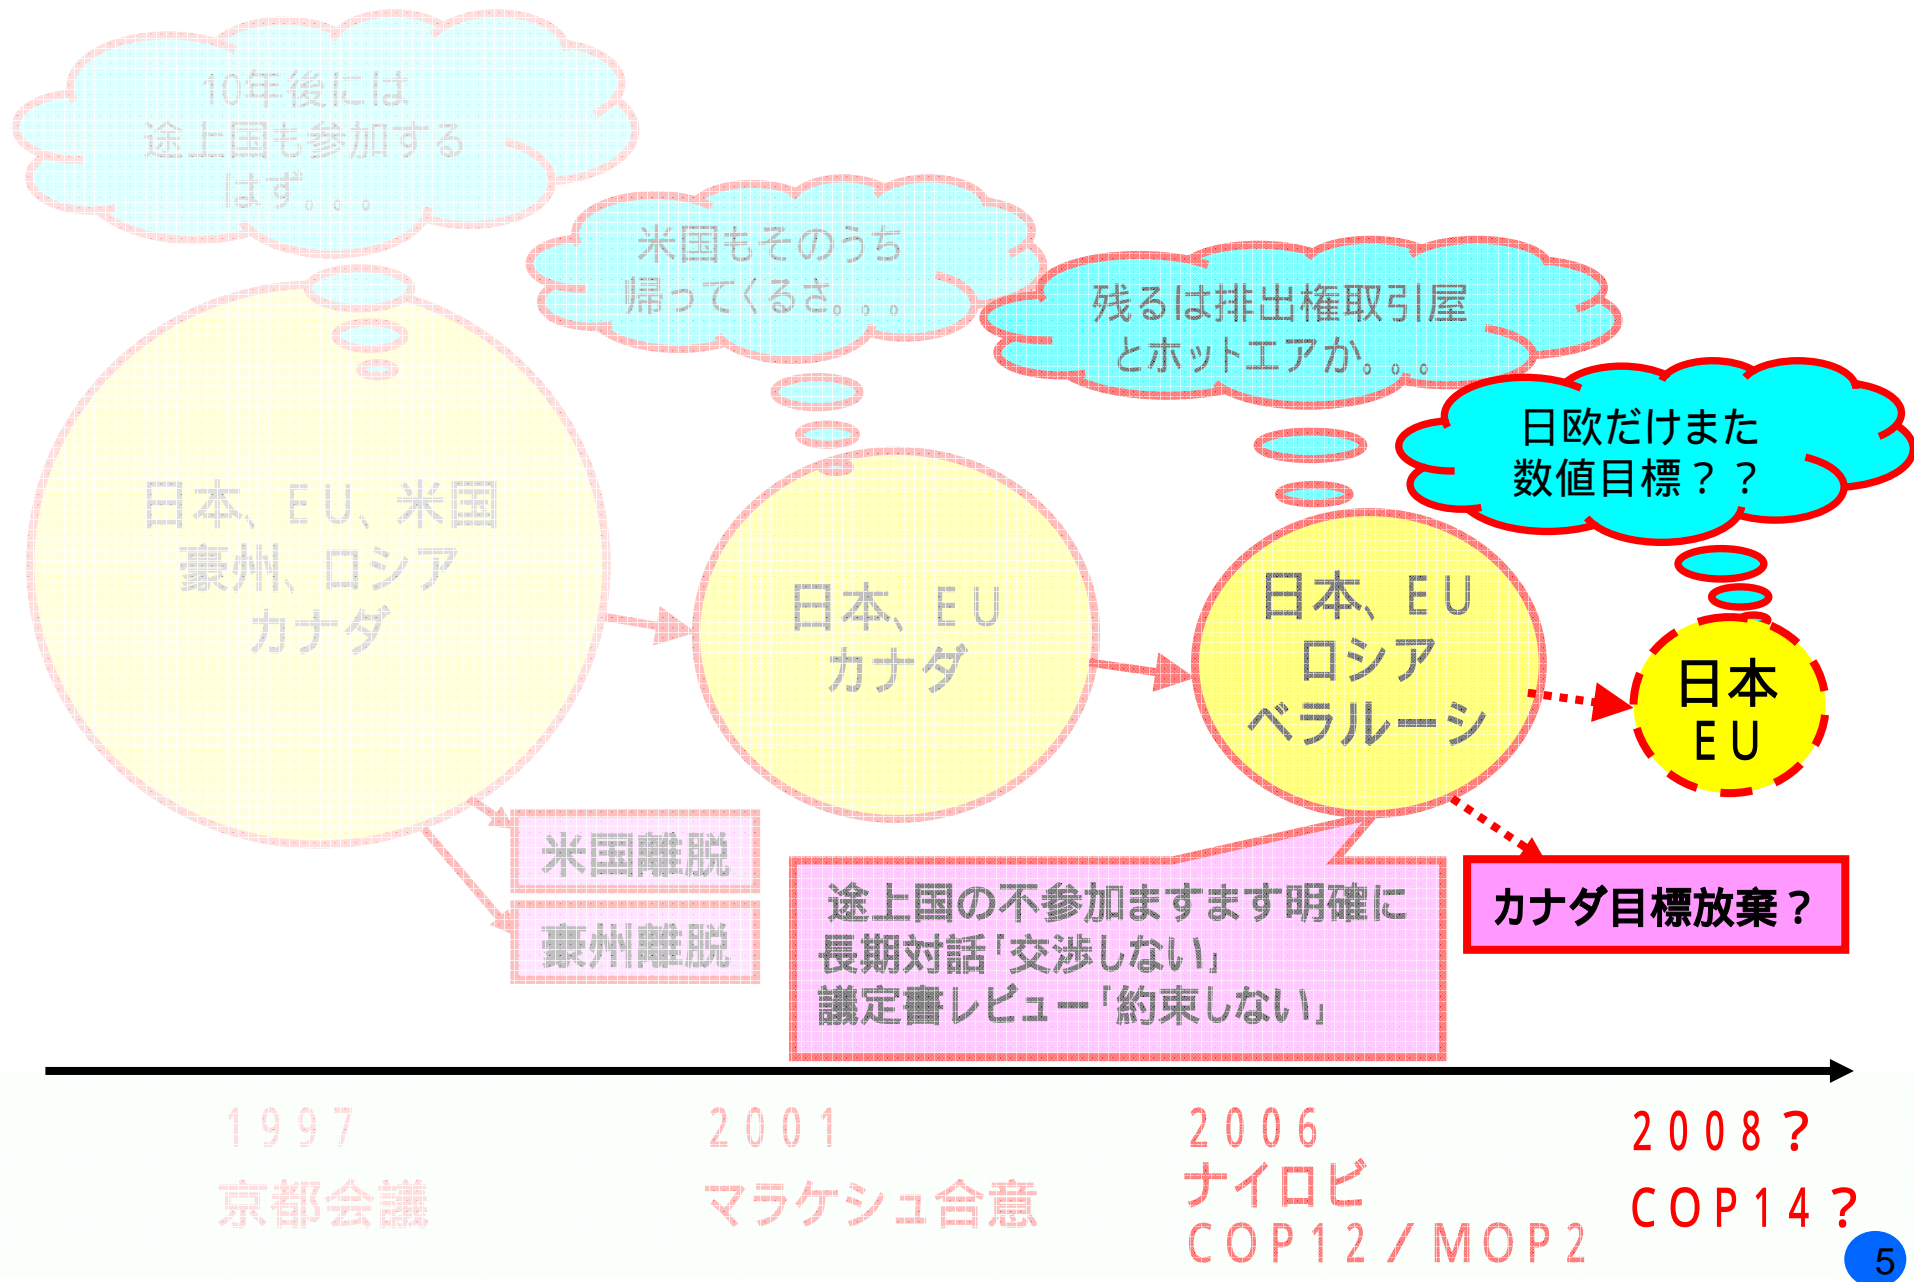 10年後には
途上国も参加する
はず。。。
米国もそのうち
帰ってくるさ。。。
残るは排出権取引屋
とホットエアか。。。
日欧だけまた
数値目標？？
日本、ＥＵ、米国
豪州、ロシア
カナダ
日本、ＥＵ
カナダ
日本、ＥＵ
ロシア
ベラルーシ
日本
ＥＵ
米国離脱
豪州離脱
途上国の不参加ますます明確に
長期対話「交渉しない」
議定書レビュー「約束しない」
カナダ目標放棄？
１９９７
京都会議
２００１
マラケシュ合意
２００６
ナイロビ
ＣＯＰ１２／ＭＯＰ２
２００８？
ＣＯＰ１４？
5